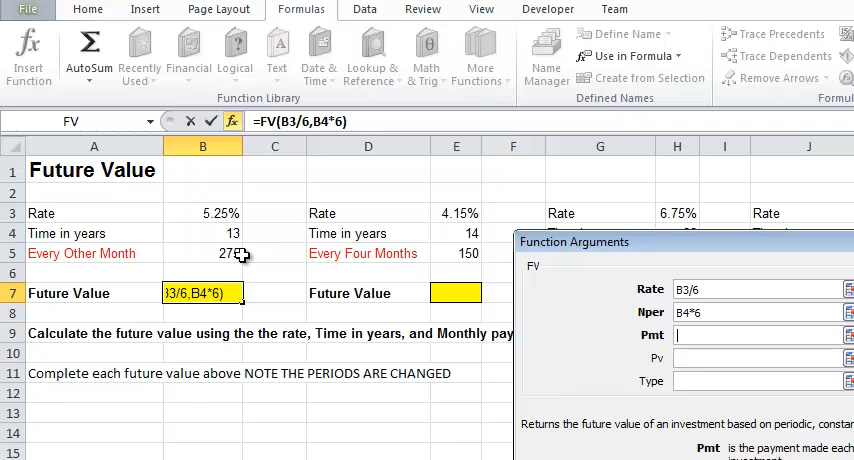 File Home Insert Page Layout Formulas Data Review View Developer Team
fx Σ A θ
Insert Function AutoSum Recently Used Financial Logical Text Date & Time Lookup & Reference Math & Trig More Functions Name Manager
Define Name
Use in Formula
Create from Selection
Trace Precedents
Trace Dependents
Remove Arrows
Function Library Defined Names
FV fx =FV(B3/6,B4*6)
A B C D E F G H I J
1 Future Value
2
3 Rate 5.25% Rate 4.15% Rate 6.75% Rate
4 Time in years 13 Time in years 14
5 Every Other Month Every Four Months 150
6
7 Future Value B3/6,B4*6) Future Value
8
9 Calculate the future value using the the rate, Time in years, and Monthly pay
10
11 Complete each future value above NOTE THE PERIODS ARE CHANGED
12
13
14
15
Function Arguments
FV
Rate B3/6
Nper B4*6
Pmt
Pv
Type
Returns the future value of an investment based on periodic, constan
Pmt is the payment made each